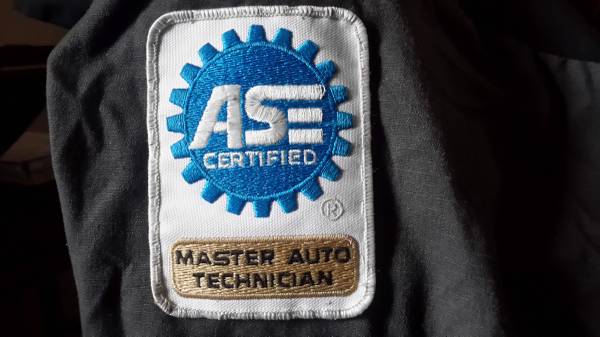 ASE
CERTIFIED
®
MASTER AUTO
TECHNICIAN